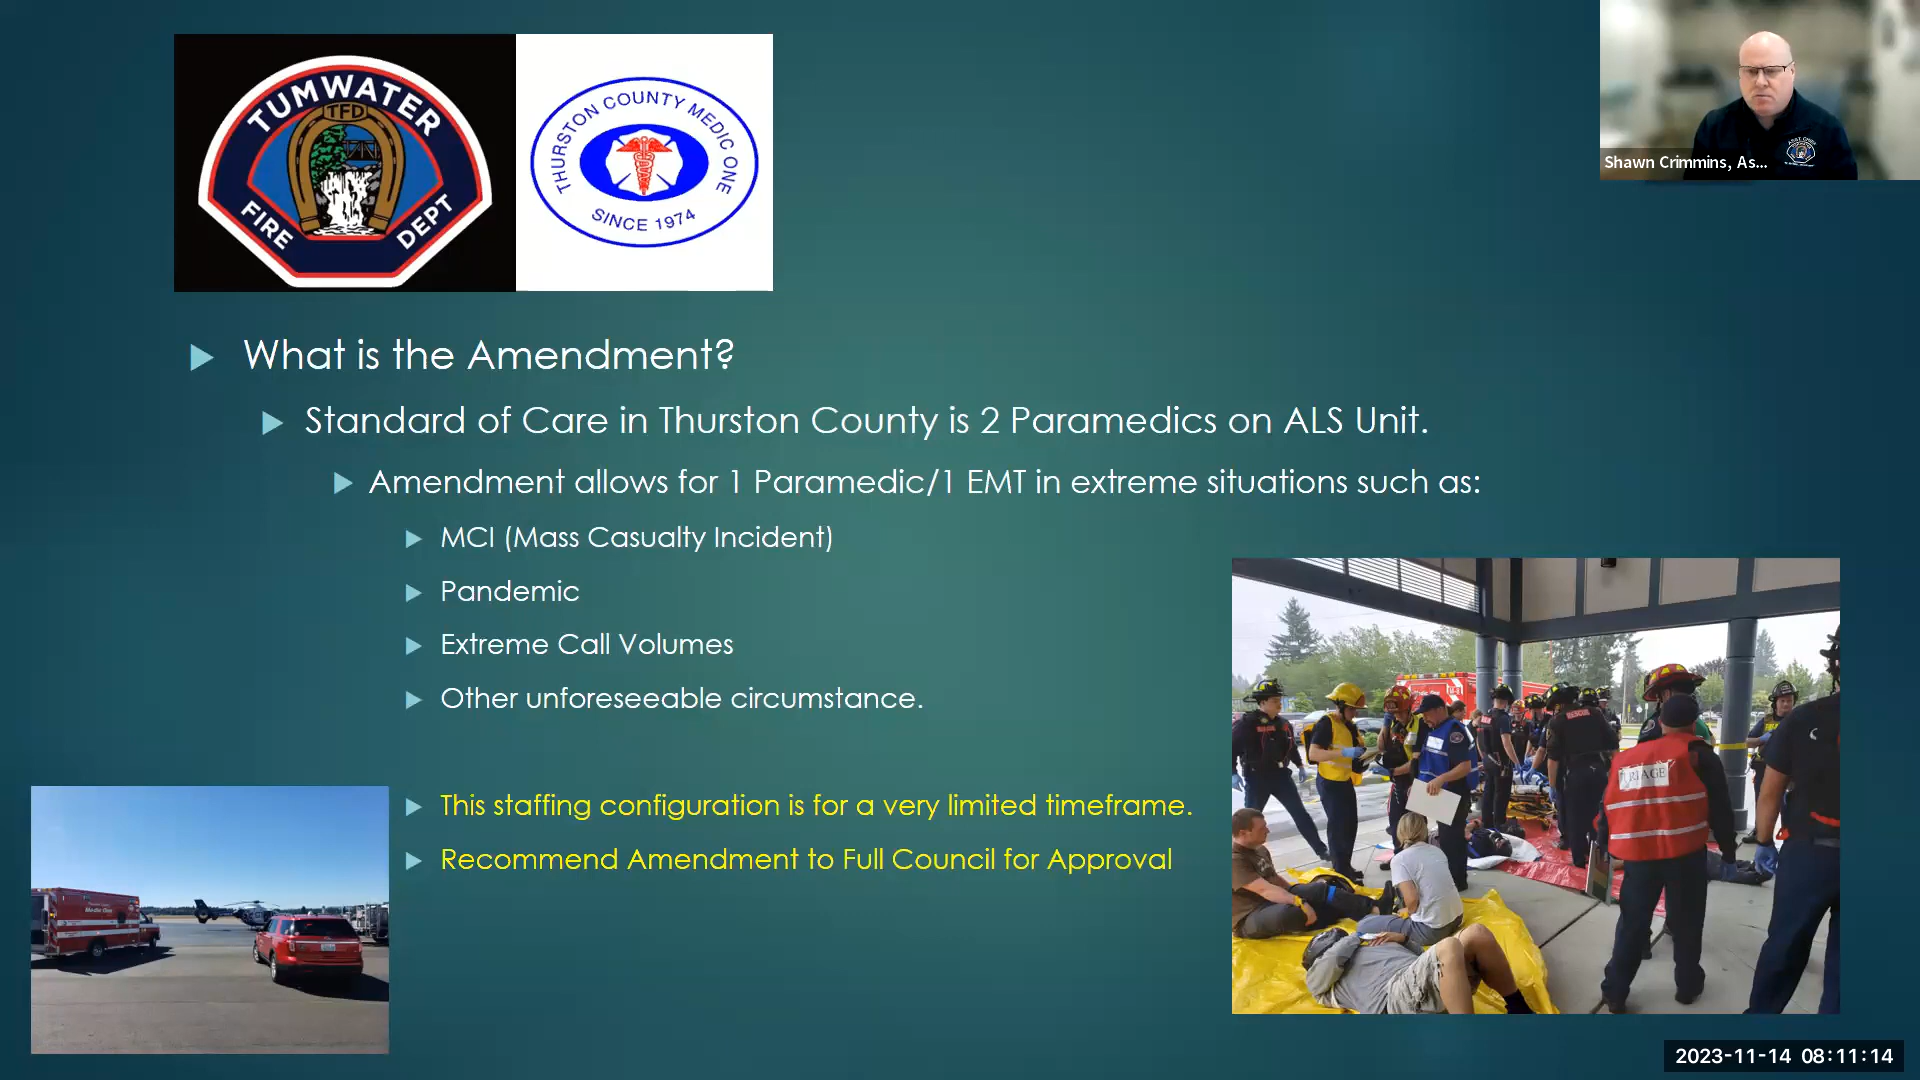 TUMWATER
TFD
FIRE DEPT
THURSTON COUNTY MEDIC ONE
SINCE 1974
Shawn Crimmins, As...
What is the Amendment?
Standard of Care in Thurston County is 2 Paramedics on ALS Unit.
Amendment allows for 1 Paramedic/1 EMT in extreme situations such as:
MCI (Mass Casualty Incident)
Pandemic
Extreme Call Volumes
Other unforeseeable circumstance.
This staffing configuration is for a very limited timeframe.
Recommend Amendment to Full Council for Approval
TRIAGE
Medic One
2023-11-14 08:11:14